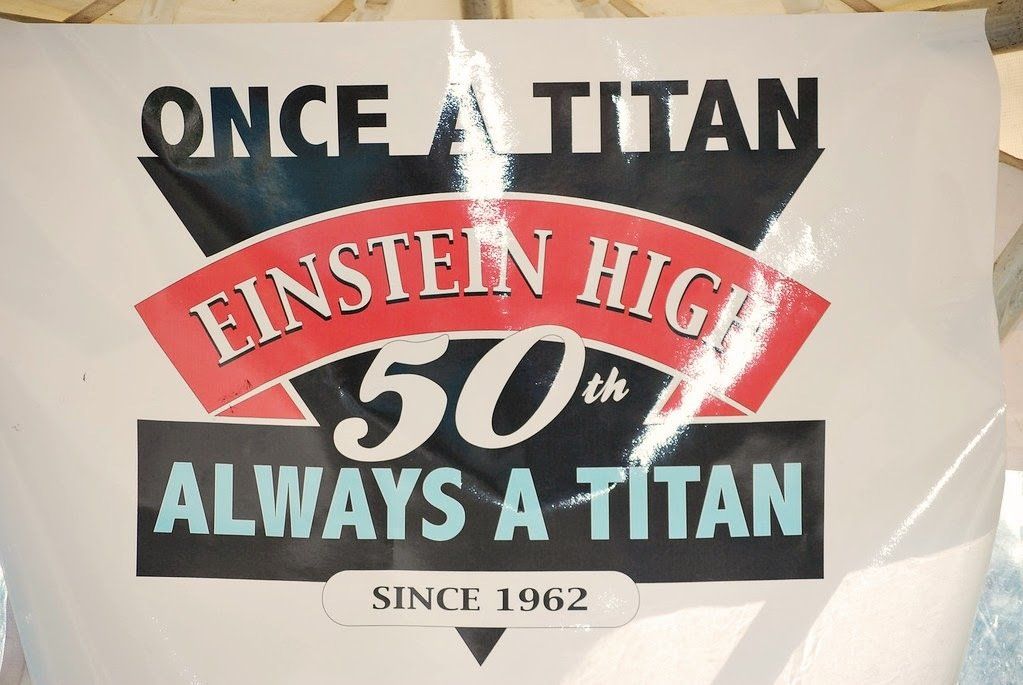 ONCE A TITAN
EINSTEIN HIGH
50th
ALWAYS A TITAN
SINCE 1962